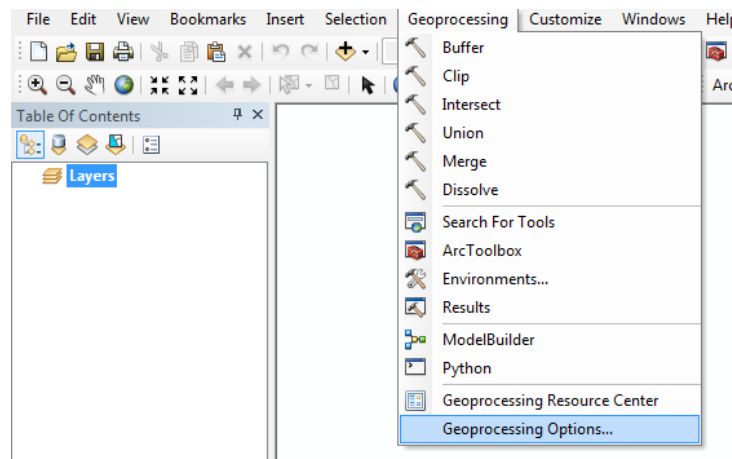 File Edit View Bookmarks Insert Selection Geoprocessing Customize Windows Help
Table Of Contents
Layers
Buffer
Clip
Intersect
Union
Merge
Dissolve
Search For Tools
ArcToolbox
Environments...
Results
ModelBuilder
Python
Geoprocessing Resource Center
Geoprocessing Options...